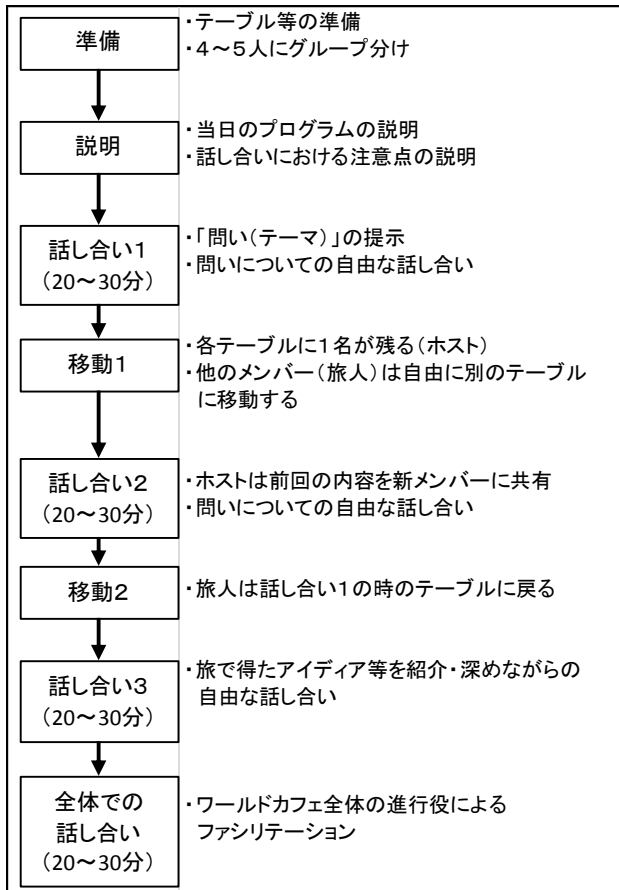 準備
・テーブル等の準備
・4～5人にグループ分け
説明
・当日のプログラムの説明
・話し合いにおける注意点の説明
話し合い1
(20～30分)
・「問い(テーマ)」の提示
・問いについての自由な話し合い
移動1
・各テーブルに1名が残る(ホスト)
・他のメンバー(旅人)は自由に別のテーブル
に移動する
話し合い2
(20～30分)
・ホストは前回の内容を新メンバーに共有
・問いについての自由な話し合い
移動2
・旅人は話し合い1の時のテーブルに戻る
話し合い3
(20～30分)
・旅で得たアイディア等を紹介・深めながらの
自由な話し合い
全体での
話し合い
(20～30分)
・ワールドカフェ全体の進行役による
ファシリテーション